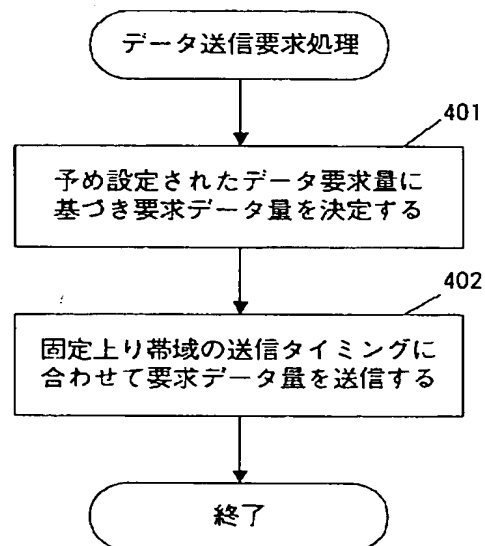 データ送信要求処理
401
予め設定されたデータ要求量に
基づき要求データ量を決定する
402
固定上り帯域の送信タイミングに
合わせて要求データ量を送信する
終了